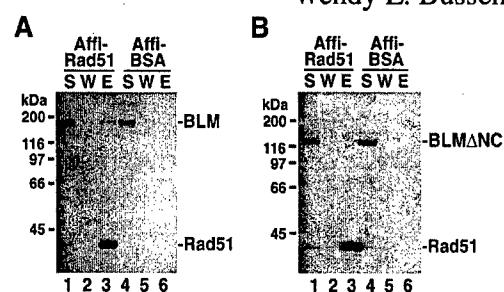 Wendy L. Bussen
A
B
Affi-
Rad51
Affi-
BSA
Affi-
Rad51
Affi-
BSA
S W E S W E
S W E S W E
kDa
200
116
97
66
45
-BLM
-Rad51
kDa
200
116
97
66
45
-BLMΔNC
-Rad51
1 2 3 4 5 6
1 2 3 4 5 6